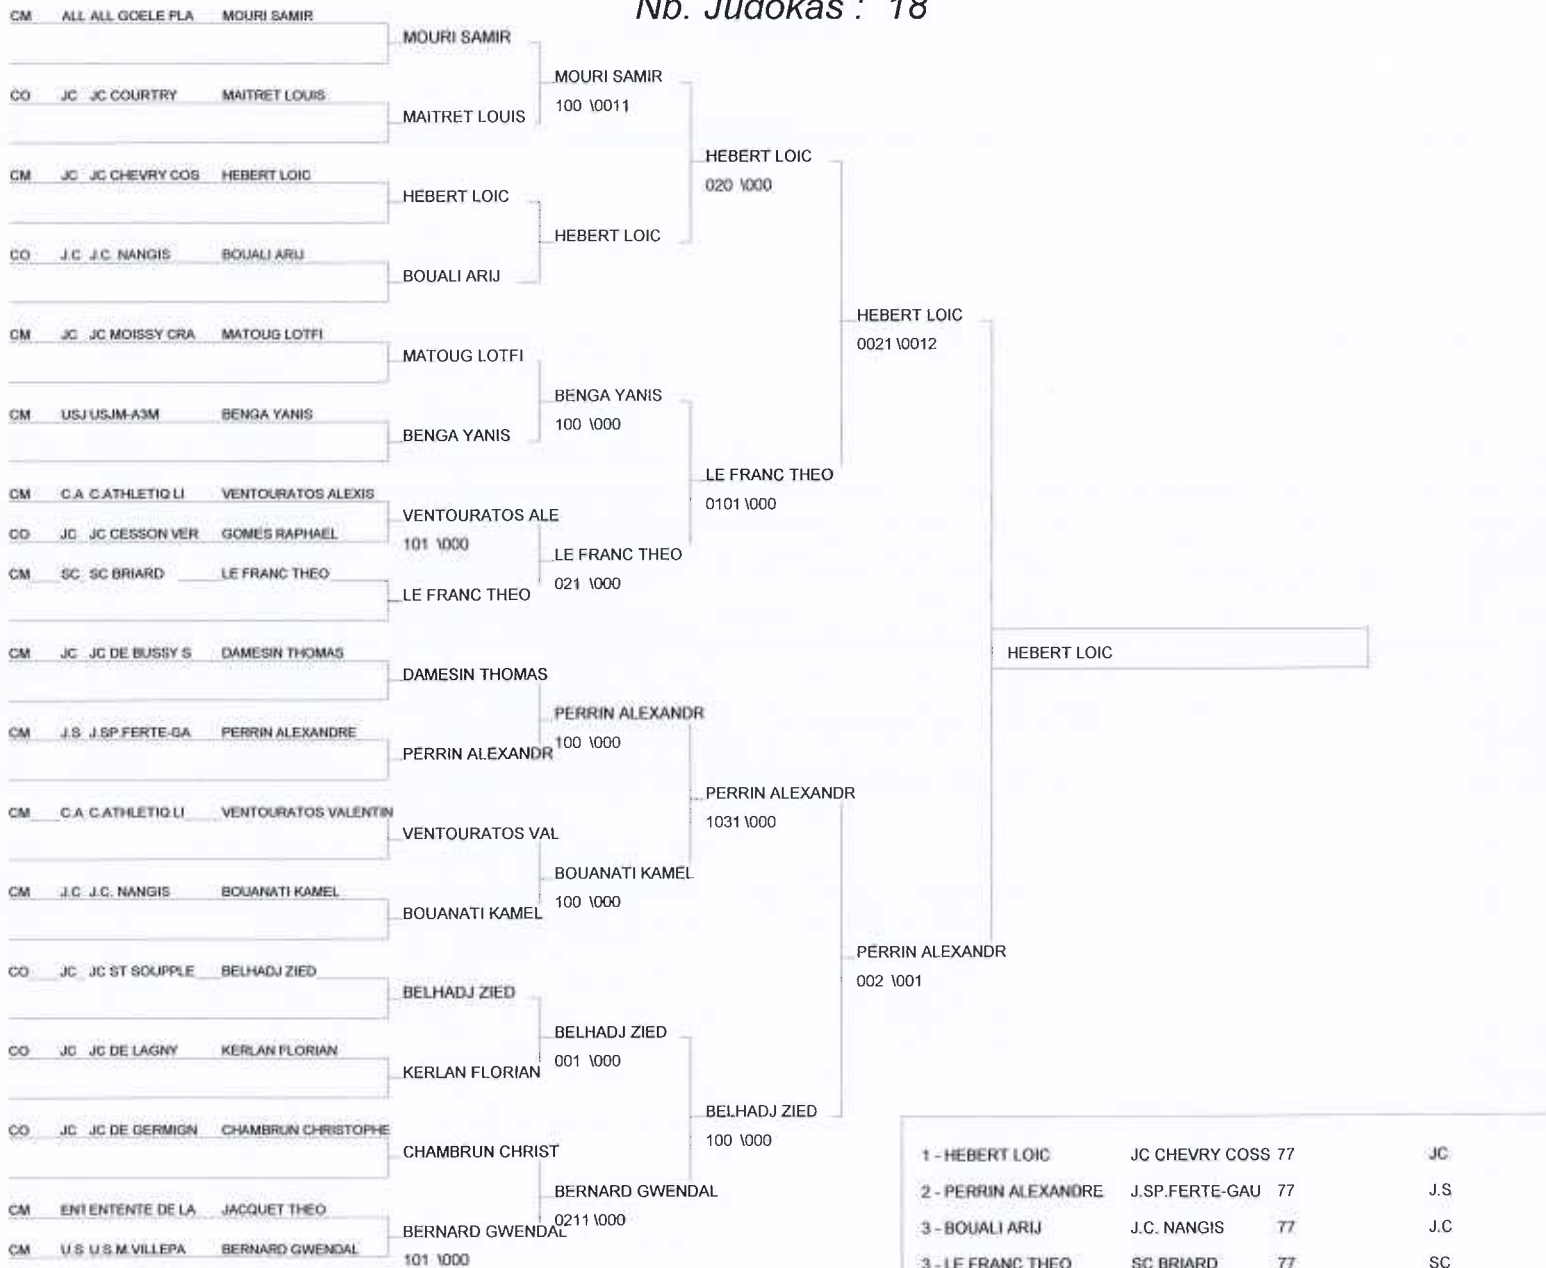 Nb. Judokas : 18
CM ALL ALL GOELE PLA MOURI SAMIR
MOURI SAMIR
MOURI SAMIR
100 \0011
CO JC JC COURTRY MAITRET LOUIS
MAITRET LOUIS
HEBERT LOIC
020 \000
CM JC JC CHEVRY COS HEBERT LOIC
HEBERT LOIC
HEBERT LOIC
CO J.C J.C. NANGIS BOUALI ARIJ
BOUALI ARIJ
HEBERT LOIC
0021 \0012
CM JC JC MOISSY CRA MATOUG LOTFI
MATOUG LOTFI
BENGA YANIS
100 \000
CM USJ USJM-A3M BENGA YANIS
BENGA YANIS
LE FRANC THEO
0101 \000
CM C.A C.ATHLETIQ LI VENTOURATOS ALEXIS
VENTOURATOS ALE
101 \000
CO JC JC CESSON VER GOMES RAPHAEL
LE FRANC THEO
021 \000
CM SC SC BRIARD LE FRANC THEO
LE FRANC THEO
HEBERT LOIC
CM JC JC DE BUSSY S DAMESIN THOMAS
DAMESIN THOMAS
PERRIN ALEXANDR
100 \000
CM J.S J.SP.FERTE-GA PERRIN ALEXANDRE
PERRIN ALEXANDR
PERRIN ALEXANDR
1031 \000
CM C.A C.ATHLETIQ LI VENTOURATOS VALENTIN
VENTOURATOS VAL
BOUANATI KAMEL
100 \000
CM J.C J.C. NANGIS BOUANATI KAMEL
BOUANATI KAMEL
PERRIN ALEXANDR
002 \001
CO JC JC ST SOUPPLE BELHADJ ZIED
BELHADJ ZIED
BELHADJ ZIED
001 \000
CO JC JC DE LAGNY KERLAN FLORIAN
KERLAN FLORIAN
BELHADJ ZIED
100 \000
CO JC JC DE GERMIGN CHAMBRUN CHRISTOPHE
CHAMBRUN CHRIST
BERNARD GWENDAL
0211 \000
CM ENT ENTENTE DE LA JACQUET THEO
BERNARD GWENDAL
101 \000
CM U.S U.S.M.VILLEPA BERNARD GWENDAL
1 - HEBERT LOIC JC CHEVRY COSS 77 JC
2 - PERRIN ALEXANDRE J.SP.FERTE-GAU 77 J.S
3 - BOUALI ARIJ J.C. NANGIS 77 J.C
3 - LE FRANC THEO SC BRIARD 77 SC